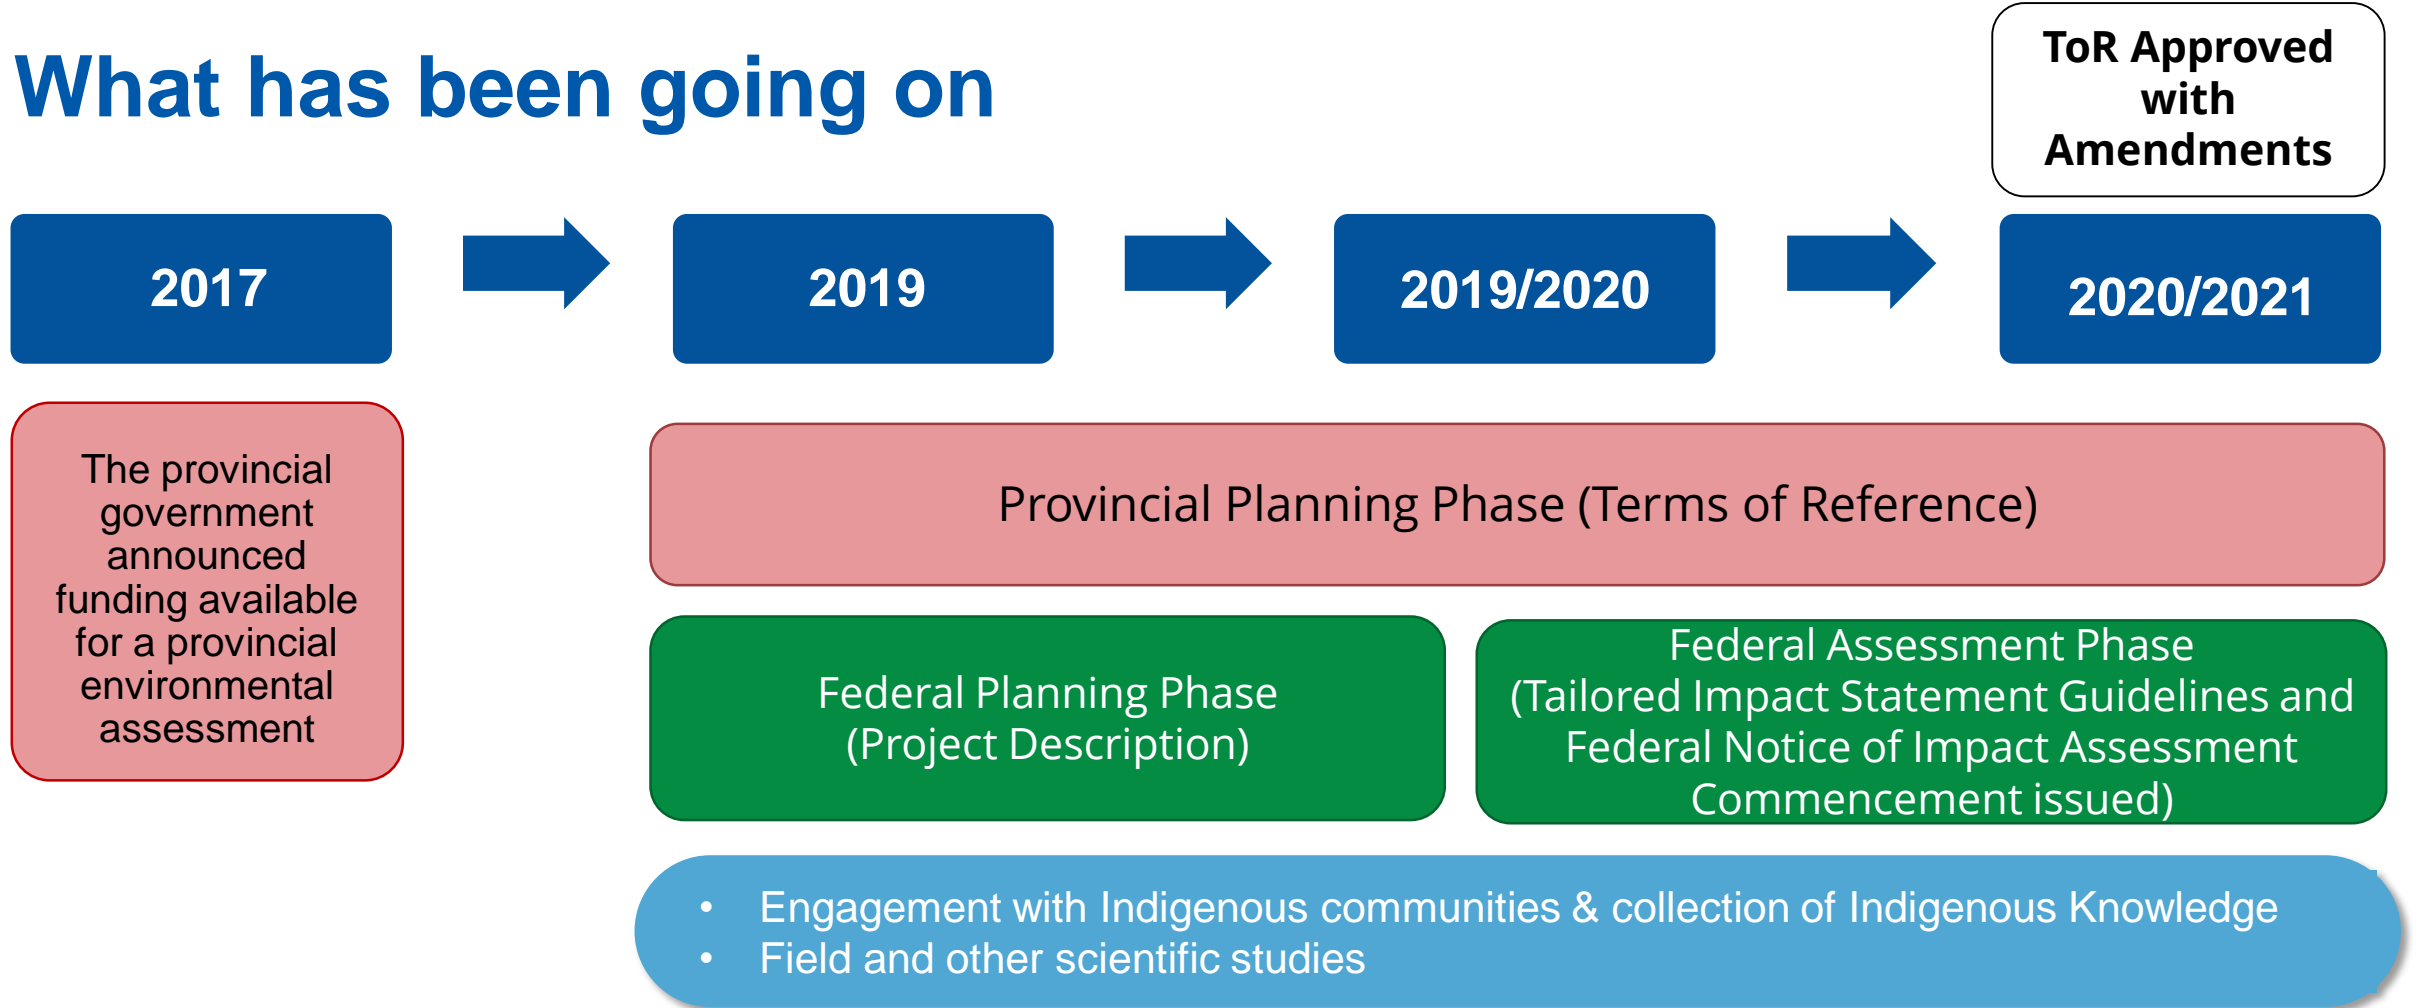 What has been going on
ToR Approved
with
Amendments
2017
2019
2019/2020
2020/2021
The provincial
government
announced
funding available
for a provincial
environmental
assessment
Provincial Planning Phase (Terms of Reference)
Federal Planning Phase
(Project Description)
Federal Assessment Phase
(Tailored Impact Statement Guidelines and
Federal Notice of Impact Assessment
Commencement issued)
• Engagement with Indigenous communities & collection of Indigenous Knowledge
• Field and other scientific studies